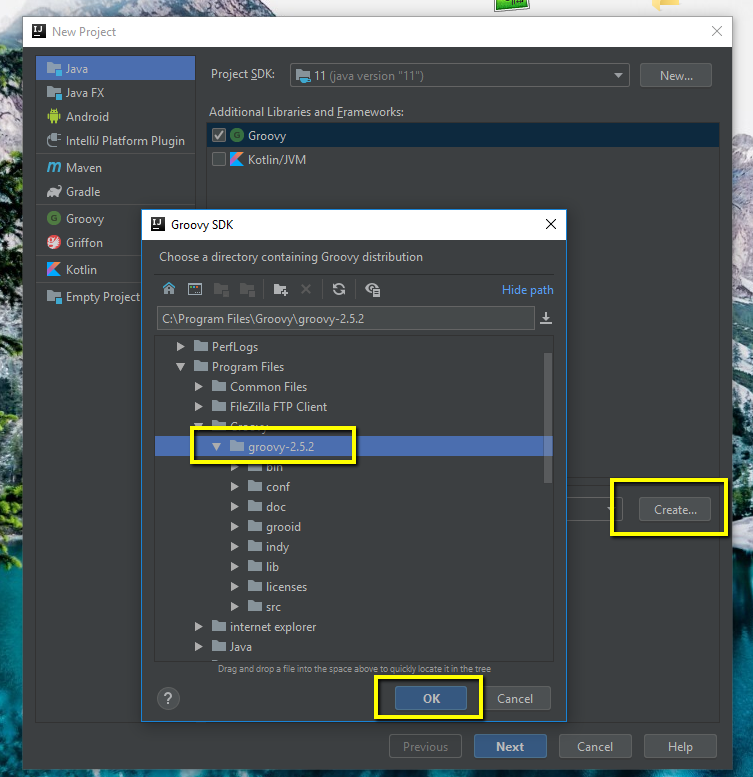 New Project
Java
Java FX
Android
IntelliJ Platform Plugin
Maven
Gradle
Groovy
Griffon
Kotlin
Empty Project
Project SDK:
11 (java version "11")
New...
Additional Libraries and Frameworks:
Groovy
Kotlin/JVM
Groovy SDK
Choose a directory containing Groovy distribution
Hide path
C:\Program Files\Groovy\groovy-2.5.2
PerfLogs
Program Files
Common Files
FileZilla FTP Client
Groovy
groovy-2.5.2
bin
conf
doc
grooid
indy
lib
licenses
src
internet explorer
Java
Drag and drop a file into the space above to quickly locate it in the tree
?
OK
Cancel
Create...
Previous
Next
Cancel
Help